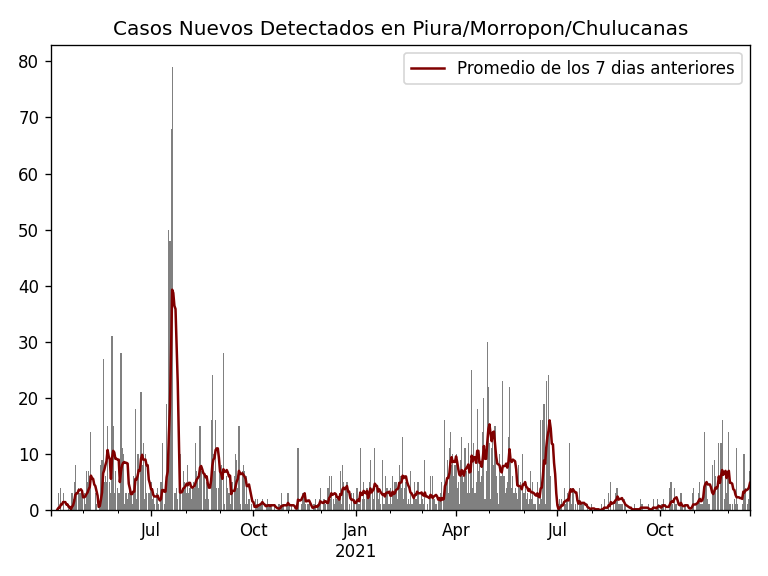 Casos Nuevos Detectados en Piura/Morropon/Chulucanas
Promedio de los 7 dias anteriores
80
70
60
50
40
30
20
10
0
Jul
Oct
Jan
2021
Apr
Jul
Oct